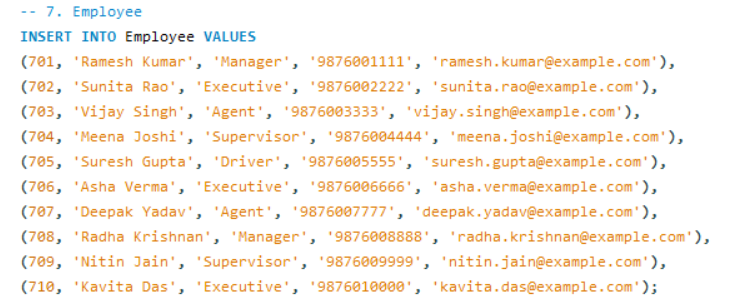 -- 7. Employee
INSERT INTO Employee VALUES
(701, 'Ramesh Kumar', 'Manager', '9876001111', 'ramesh.kumar@example.com'),
(702, 'Sunita Rao', 'Executive', '9876002222', 'sunita.rao@example.com'),
(703, 'Vijay Singh', 'Agent', '9876003333', 'vijay.singh@example.com'),
(704, 'Meena Joshi', 'Supervisor', '9876004444', 'meena.joshi@example.com'),
(705, 'Suresh Gupta', 'Driver', '9876005555', 'suresh.gupta@example.com'),
(706, 'Asha Verma', 'Executive', '9876006666', 'asha.verma@example.com'),
(707, 'Deepak Yadav', 'Agent', '9876007777', 'deepak.yadav@example.com'),
(708, 'Radha Krishnan', 'Manager', '9876008888', 'radha.krishnan@example.com'),
(709, 'Nitin Jain', 'Supervisor', '9876009999', 'nitin.jain@example.com'),
(710, 'Kavita Das', 'Executive', '9876010000', 'kavita.das@example.com');